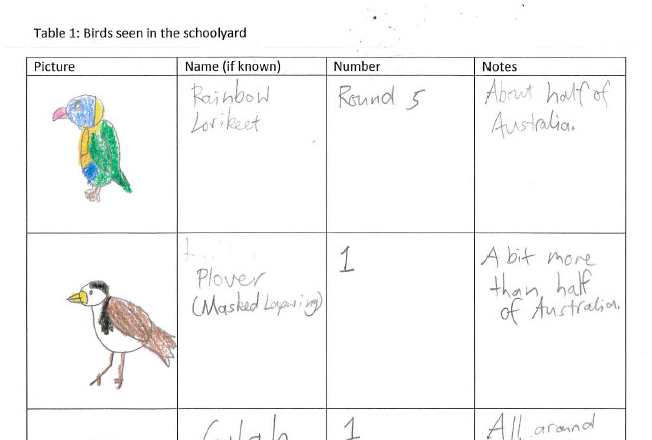 Table 1: Birds seen in the schoolyard
Picture Name (if known) Number Notes
Rainbow
Lorikeet
Round 5
About half of
Australia.
Plover
(Masked Lapwing)
1
A bit more
than half
of Australia.
Galah
1
All around